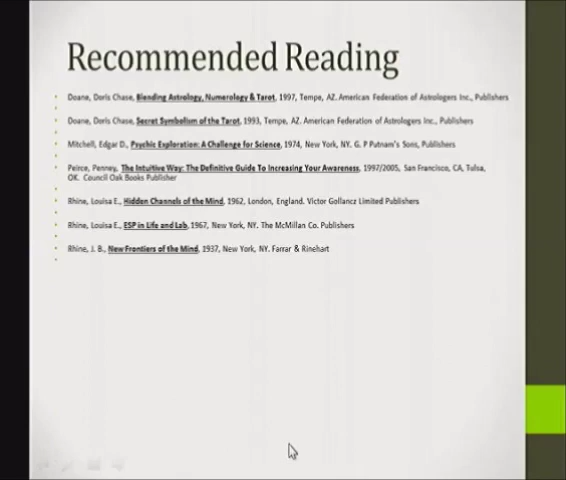 Recommended Reading
Doane, Doris Chase, Blending Astrology, Numerology & Tarot, 1997, Tempe, AZ. American Federation of Astrologers Inc., Publishers
Doane, Doris Chase, Secret Symbolism of the Tarot, 1993, Tempe, AZ. American Federation of Astrologers Inc., Publishers
Mitchell, Edgar D., Psychic Exploration: A Challenge for Science, 1974, New York, NY. G. P Putnam's Sons, Publishers
Peirce, Penney, The Intuitive Way: The Definitive Guide To Increasing Your Awareness, 1997/2005, San Francisco, CA, Tulsa,
OK. Council Oak Books Publisher
Rhine, Louisa E., Hidden Channels of the Mind, 1962, London, England. Victor Gollancz Limited Publishers
Rhine, Louisa E., ESP in Life and Lab, 1967, New York, NY. The McMillan Co. Publishers
Rhine, J. B., New Frontiers of the Mind, 1937, New York, NY. Farrar & Rinehart